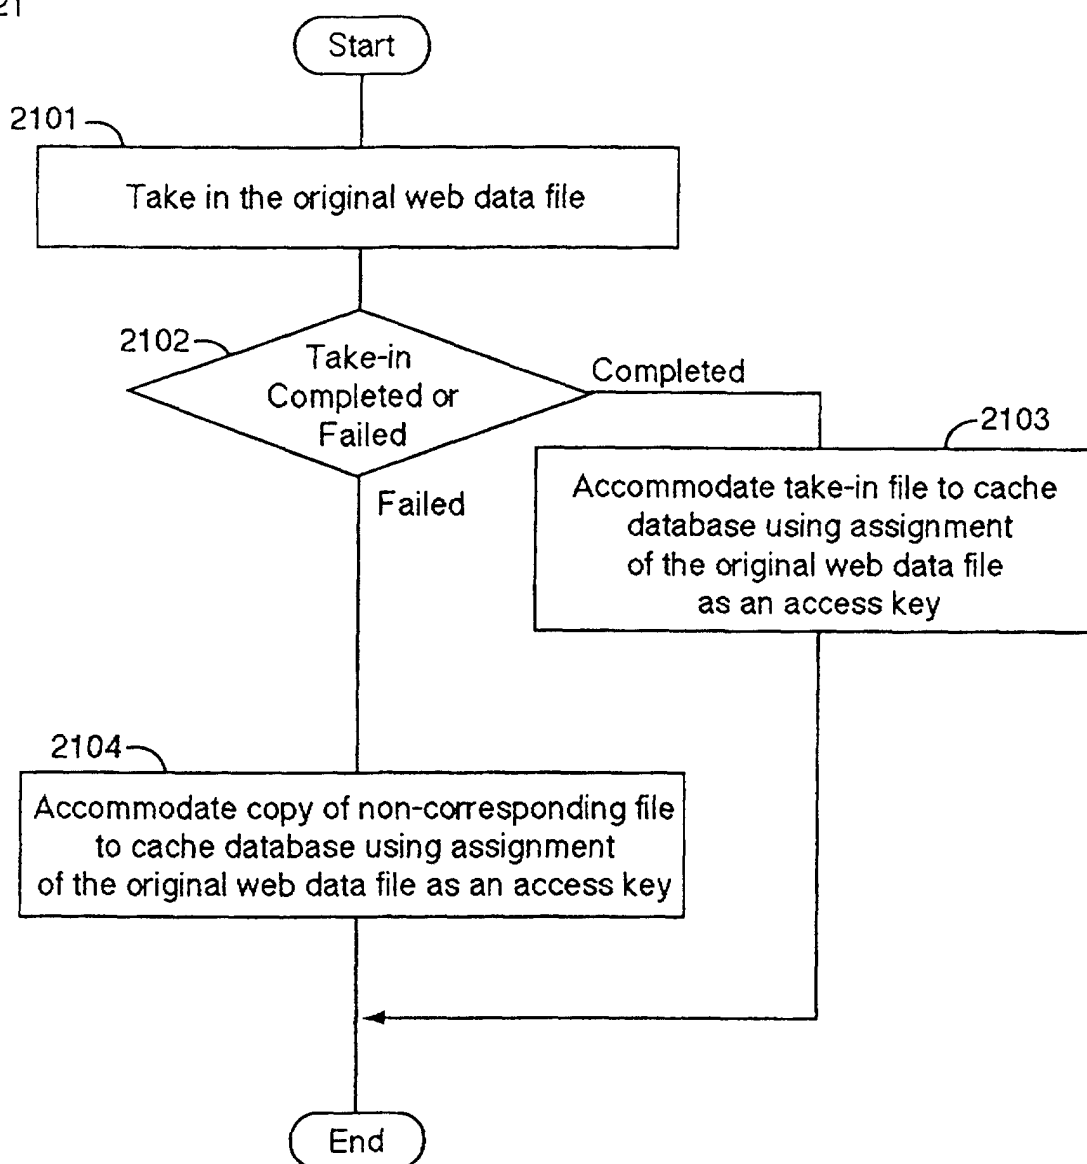 21
Start
2101
Take in the original web data file
2102
Take-in
Completed or
Failed
Completed
2103
Accommodate take-in file to cache
database using assignment
of the original web data file
as an access key
Failed
2104
Accommodate copy of non-corresponding file
to cache database using assignment
of the original web data file as an access key
End